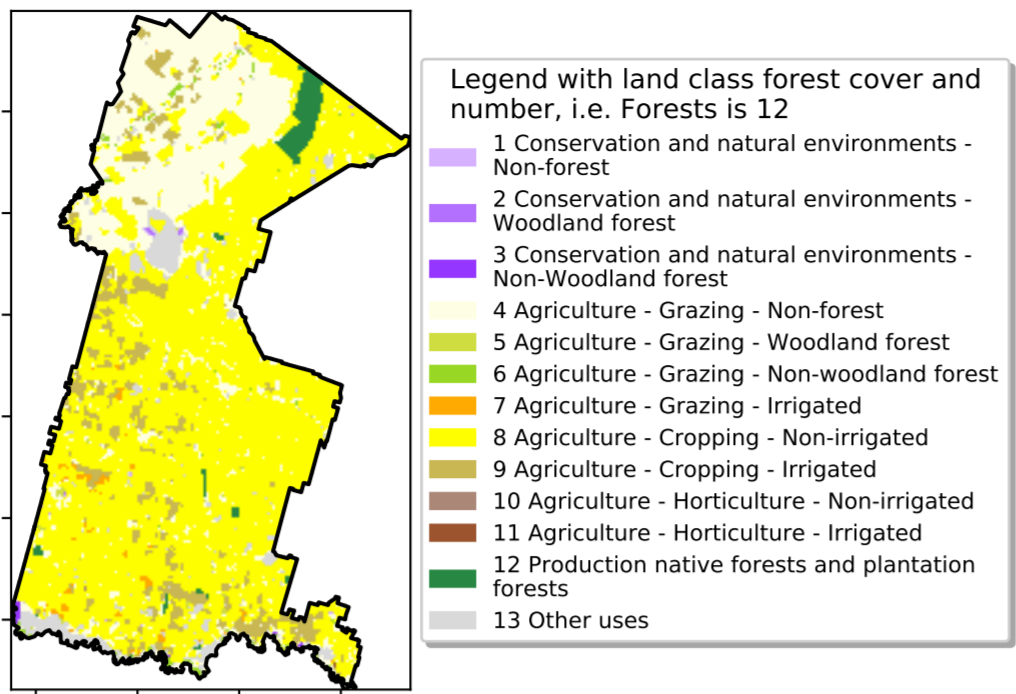 Legend with land class forest cover and
number, i.e. Forests is 12
1 Conservation and natural environments -
Non-forest
2 Conservation and natural environments -
Woodland forest
3 Conservation and natural environments -
Non-Woodland forest
4 Agriculture - Grazing - Non-forest
5 Agriculture - Grazing - Woodland forest
6 Agriculture - Grazing - Non-woodland forest
7 Agriculture - Grazing - Irrigated
8 Agriculture - Cropping - Non-irrigated
9 Agriculture - Cropping - Irrigated
10 Agriculture - Horticulture - Non-irrigated
11 Agriculture - Horticulture - Irrigated
12 Production native forests and plantation
forests
13 Other uses